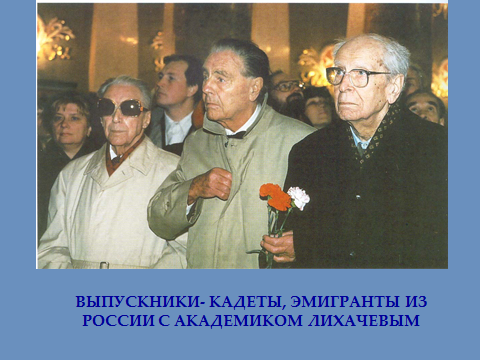 ВЫПУСКНИКИ- КАДЕТЫ, ЭМИГРАНТЫ ИЗ
РОССИИ С АКАДЕМИКОМ ЛИХАЧЕВЫМ